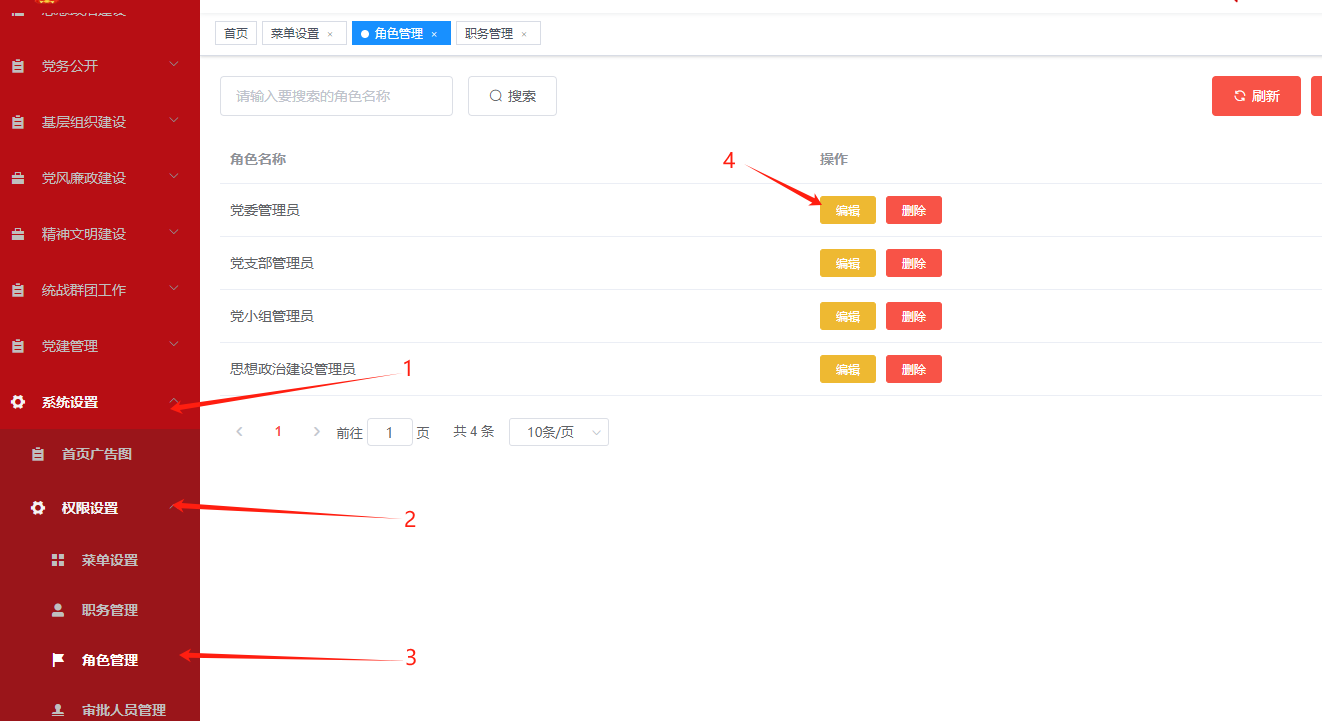 思想政治建设
党务公开
基层组织建设
党风廉政建设
精神文明建设
统战群团工作
党建管理
系统设置
首页广告图
权限设置
菜单设置
职务管理
角色管理
审批人员管理
首页 菜单设置 × 角色管理 × 职务管理 ×
请输入要搜索的角色名称 搜索 刷新
角色名称 操作
党委管理员 编辑 删除
党支部管理员 编辑 删除
党小组管理员 编辑 删除
思想政治建设管理员 编辑 删除
1 前往 1 页 共 4 条 10条/页
1
2
3
4